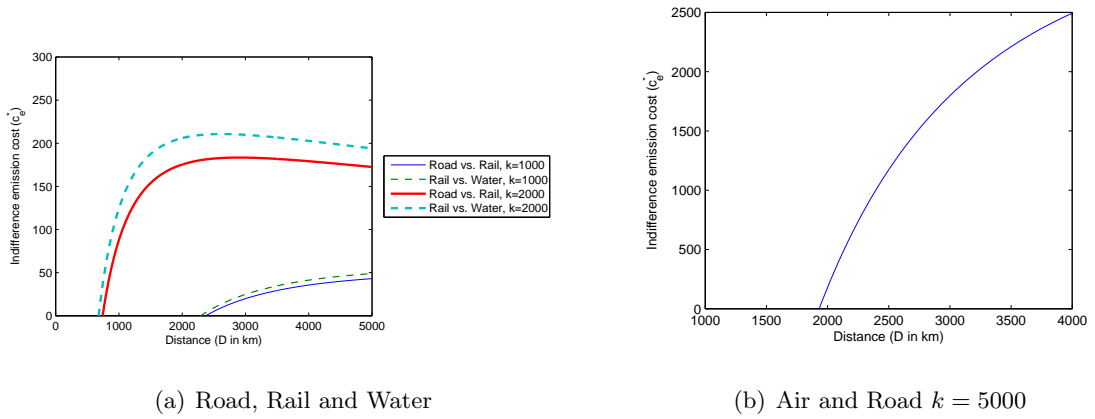 300
250
200
150
100
50
0
Indifference emission cost (c*e)
0 1000 2000 3000 4000 5000
Distance (D in km)
Road vs. Rail, k=1000
Rail vs. Water, k=1000
Road vs. Rail, k=2000
Rail vs. Water, k=2000
(a) Road, Rail and Water
2500
2000
1500
1000
500
0
Indifference emission cost (c*e)
1000 1500 2000 2500 3000 3500 4000
Distance (D in km)
(b) Air and Road k = 5000